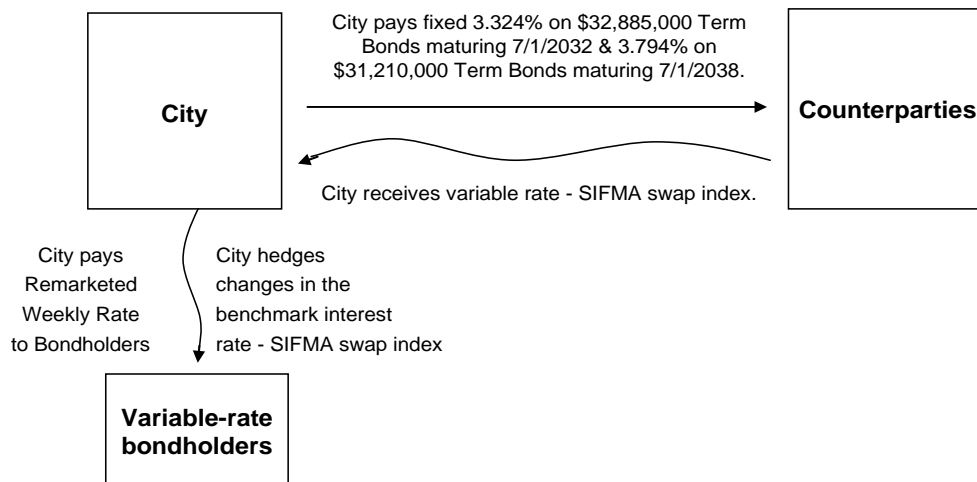 City pays fixed 3.324% on $32,885,000 Term
Bonds maturing 7/1/2032 & 3.794% on
$31,210,000 Term Bonds maturing 7/1/2038.
City
Counterparties
City receives variable rate - SIFMA swap index.
City pays
Remarketed
Weekly Rate
to Bondholders
City hedges
changes in the
benchmark interest
rate - SIFMA swap index
Variable-rate
bondholders